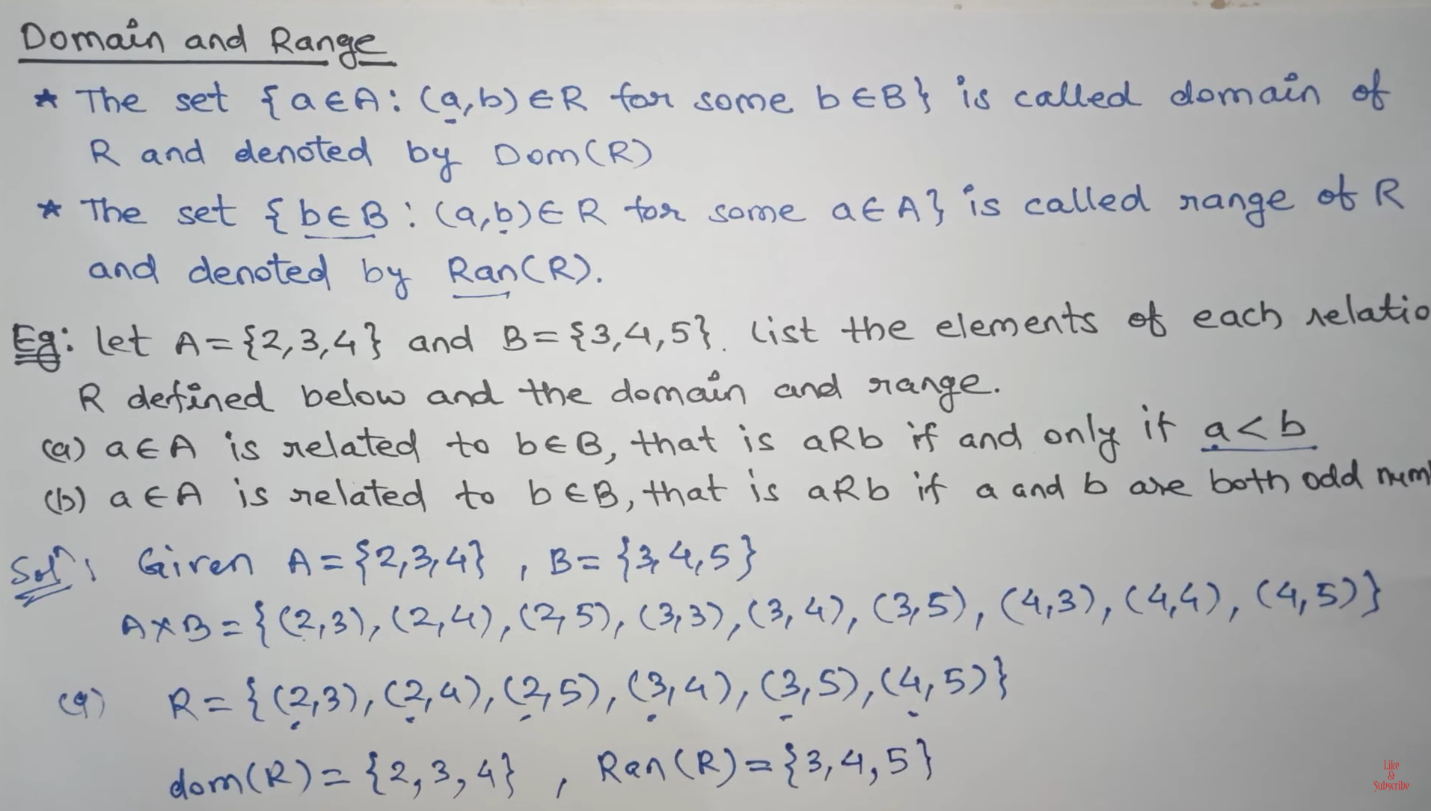 Domain and Range
* The set {a∈A: (a,b)∈R for some b∈B} is called domain of
R and denoted by Dom(R)
* The set {b∈B : (a,b)∈R for some a∈A} is called range of R
and denoted by Ran(R).
Eg: let A={2,3,4} and B={3,4,5}. List the elements of each relatio
R defined below and the domain and range.
(a) a∈A is related to b∈B, that is aRb if and only if a<b
(b) a∈A is related to b∈B, that is aRb if a and b are both odd num
Solⁿ: Given A={2,3,4} , B={3,4,5}
A×B={(2,3),(2,4),(2,5),(3,3),(3,4),(3,5),(4,3),(4,4),(4,5)}
(a) R={(2,3),(2,4),(2,5),(3,4),(3,5),(4,5)}
dom(R)={2,3,4} , Ran(R)={3,4,5}
Like
&
Subscribe